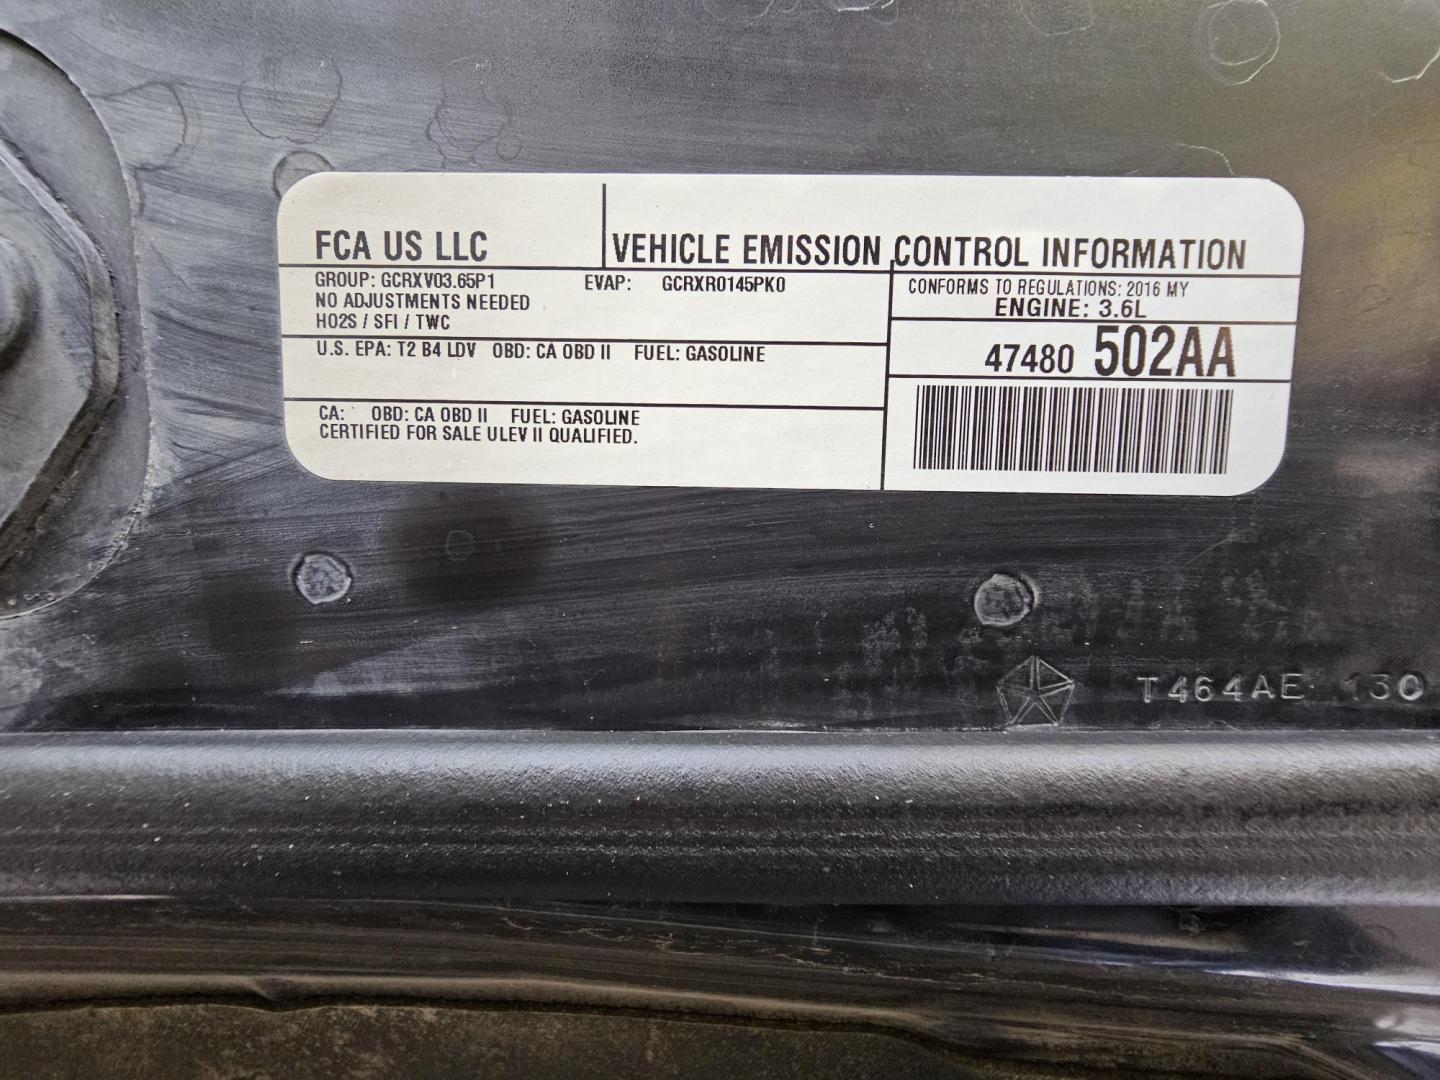 FCA US LLC
VEHICLE EMISSION CONTROL INFORMATION
GROUP: GCRXV03.65P1 EVAP: GCRXR0145PK0
NO ADJUSTMENTS NEEDED
HO2S / SFI / TWC
CONFORMS TO REGULATIONS: 2016 MY
ENGINE: 3.6L
U.S. EPA: T2 B4 LDV OBD: CA OBD II FUEL: GASOLINE
47480 502AA
CA: OBD: CA OBD II FUEL: GASOLINE
CERTIFIED FOR SALE ULEV II QUALIFIED.
T464AE 130